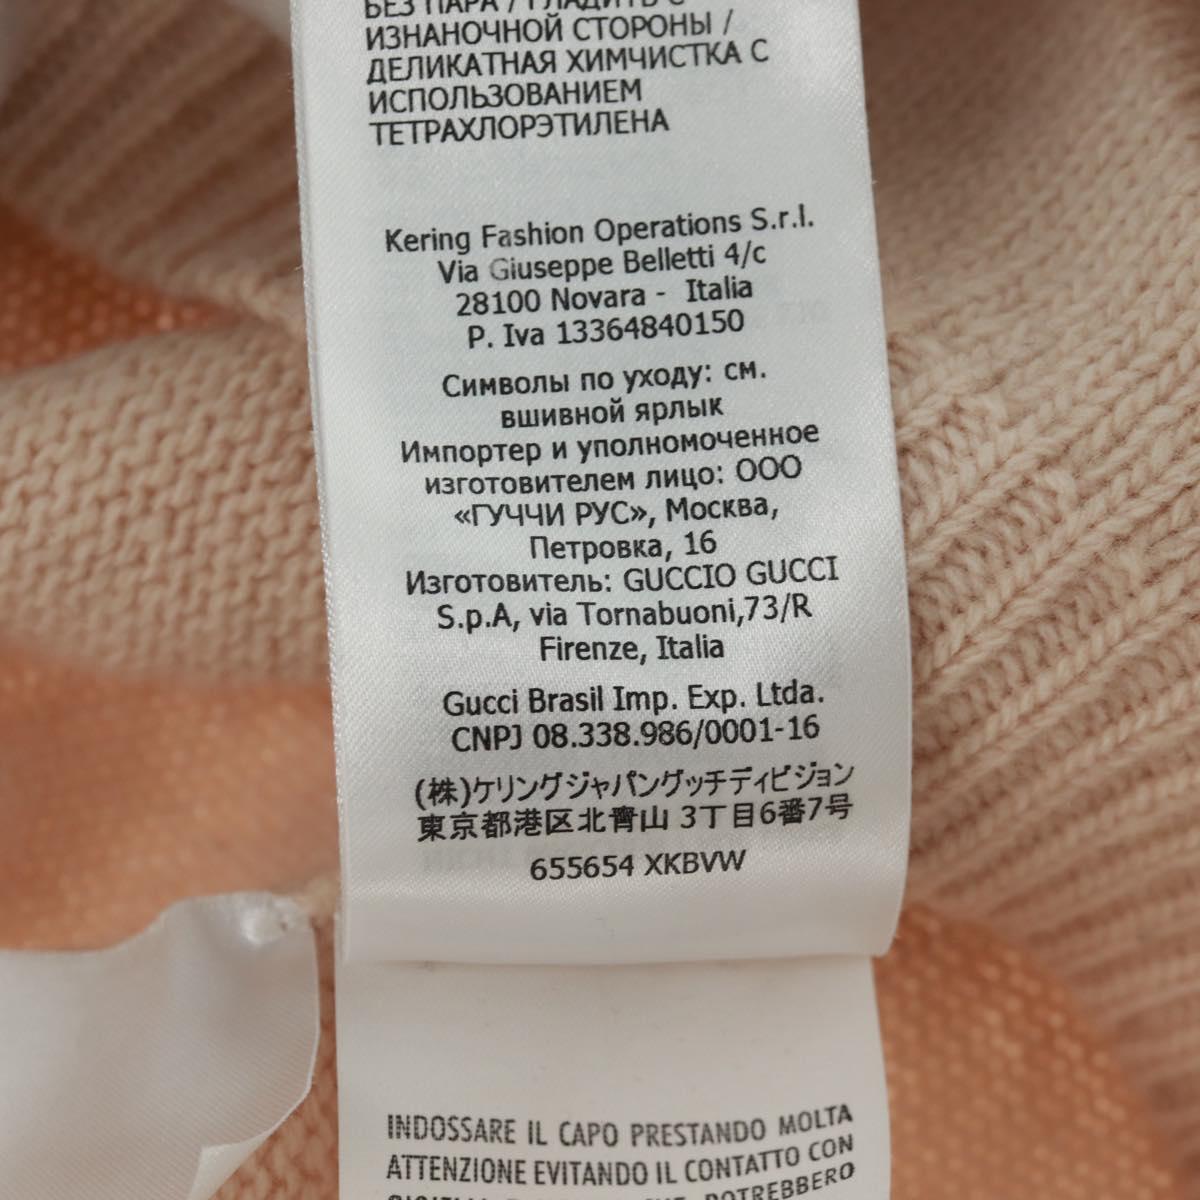 БЕЗ ПАРА / ГЛАДИТЬ С
ИЗНАНОЧНОЙ СТОРОНЫ /
ДЕЛИКАТНАЯ ХИМЧИСТКА С
ИСПОЛЬЗОВАНИЕМ
ТЕТРАХЛОРЭТИЛЕНА
Kering Fashion Operations S.r.l.
Via Giuseppe Belletti 4/c
28100 Novara - Italia
P. Iva 13364840150
Символы по уходу: см.
вшивной ярлык
Импортер и уполномоченное
изготовителем лицо: ООО
«ГУЧЧИ РУС», Москва,
Петровка, 16
Изготовитель: GUCCIO GUCCI
S.p.A, via Tornabuoni,73/R
Firenze, Italia
Gucci Brasil Imp. Exp. Ltda.
CNPJ 08.338.986/0001-16
(株)ケリングジャパングッチディビジョン
東京都港区北青山 3丁目6番7号
655654 XKBVW
INDOSSARE IL CAPO PRESTANDO MOLTA
ATTENZIONE EVITANDO IL CONTATTO CON
POTREBBERO